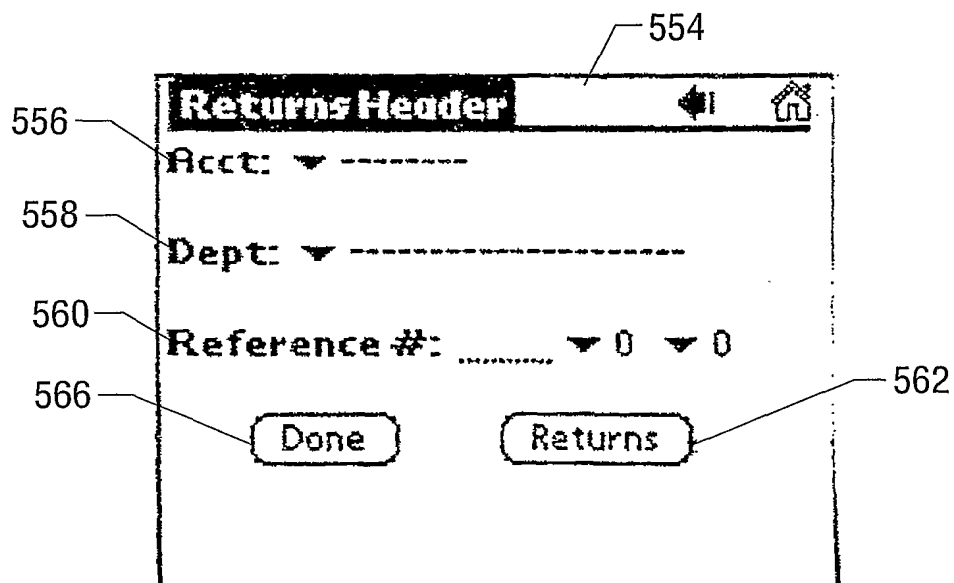 554
Returns Header
556
Acct: -------
558
Dept: ------------------
560
Reference #: ........ 0 0
566
562
Done Returns